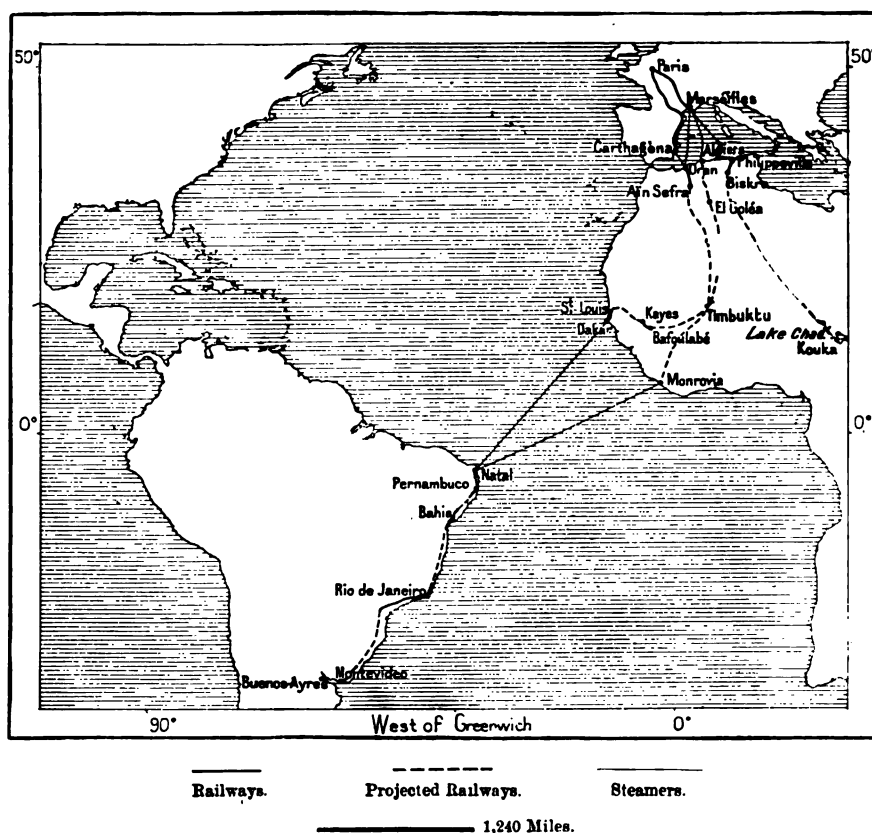 50° 50°
Paris
Marseilles
Carthagena Algiers
Oran Philippeville
Ain Sefra Biskra
El Goléa
St. Louis Kayes Timbuktu
Dakar Bafoulabé Lake Chad
Kouka
Monrovia
0° 0°
Natal
Pernambuco
Bahia
Rio de Janeiro
Montevideo
Buenos-Ayres
90° West of Greenwich 0°
Railways. Projected Railways. Steamers.
1,240 Miles.